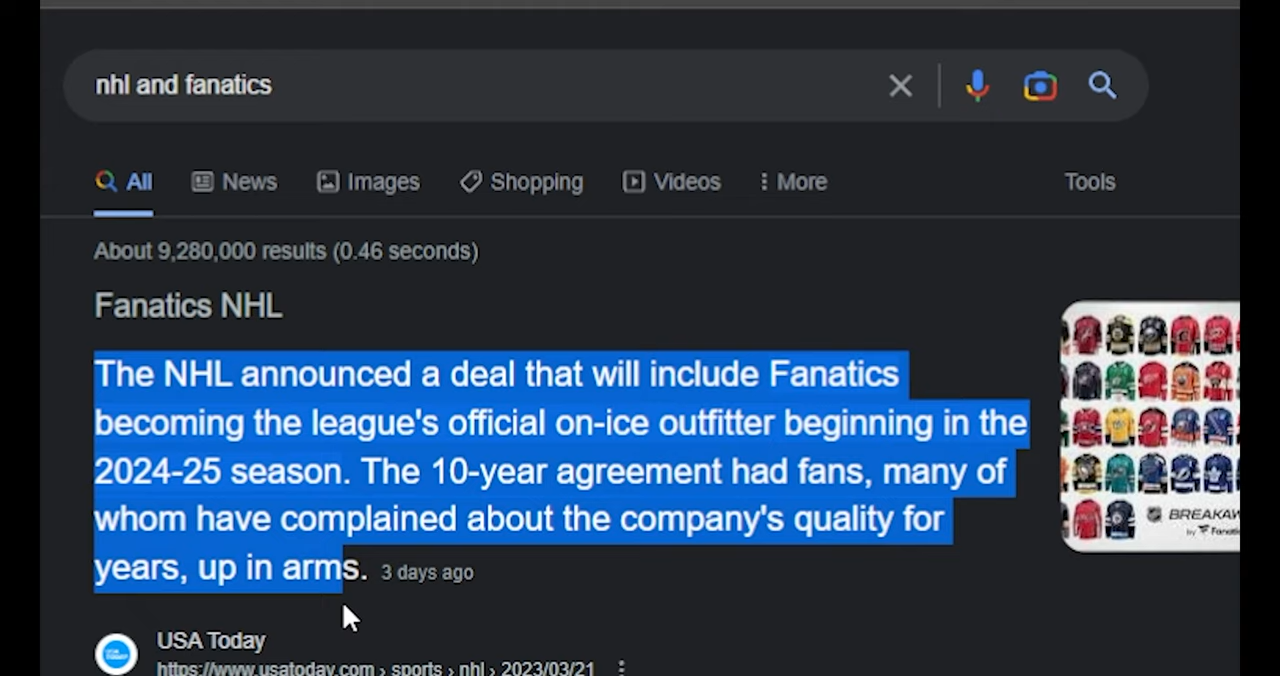 nhl and fanatics
All News Images Shopping Videos More Tools
About 9,280,000 results (0.46 seconds)
Fanatics NHL
The NHL announced a deal that will include Fanatics
becoming the league's official on-ice outfitter beginning in the
2024-25 season. The 10-year agreement had fans, many of
whom have complained about the company's quality for
years, up in arms. 3 days ago
BREAKAW
by Fanatic
USA Today
https://www.usatoday.com › sports › nhl › 2023/03/21